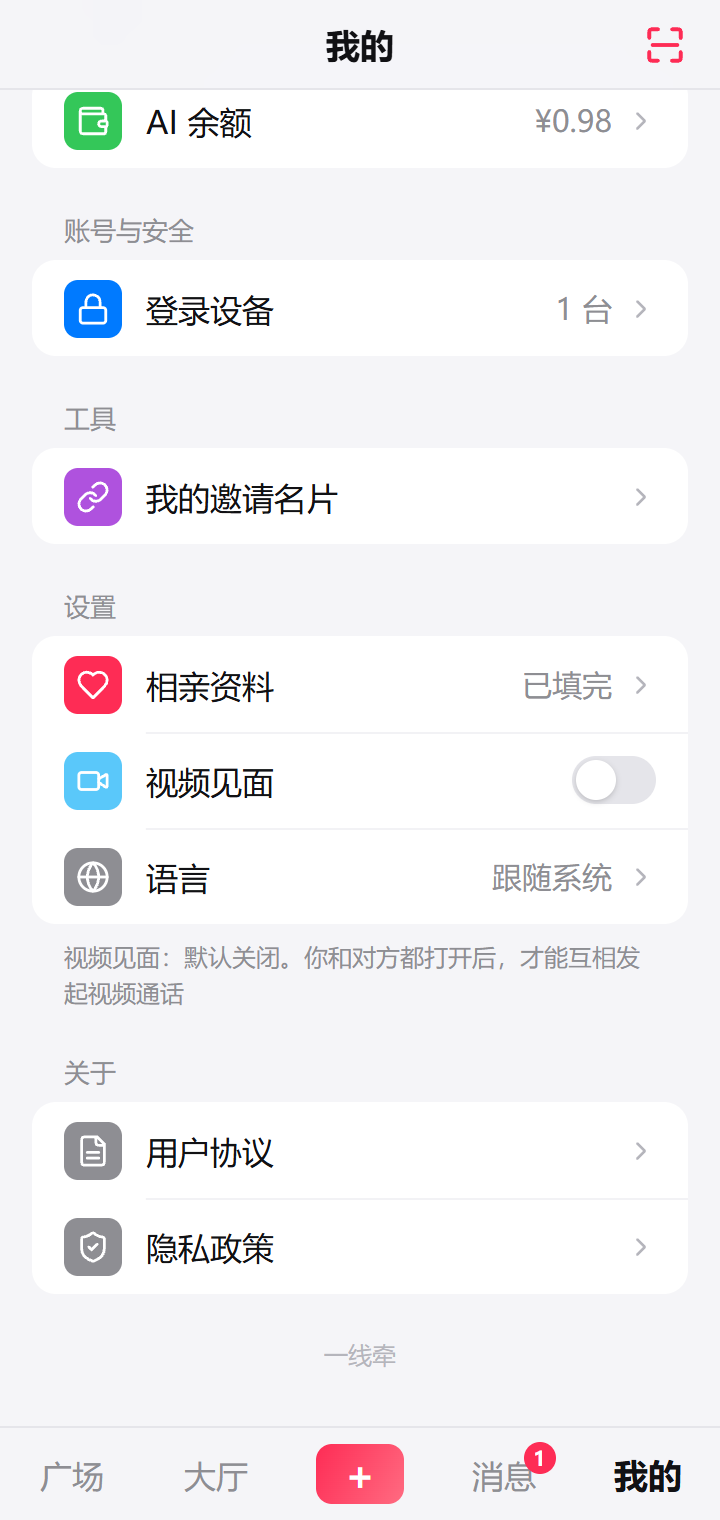 我的
AI 余额 ¥0.98
账号与安全
登录设备 1 台
工具
我的邀请名片
设置
相亲资料 已填完
视频见面
语言 跟随系统
视频见面：默认关闭。你和对方都打开后，才能互相发
起视频通话
关于
用户协议
隐私政策
一线牵
广场 大厅 + 消息 1 我的